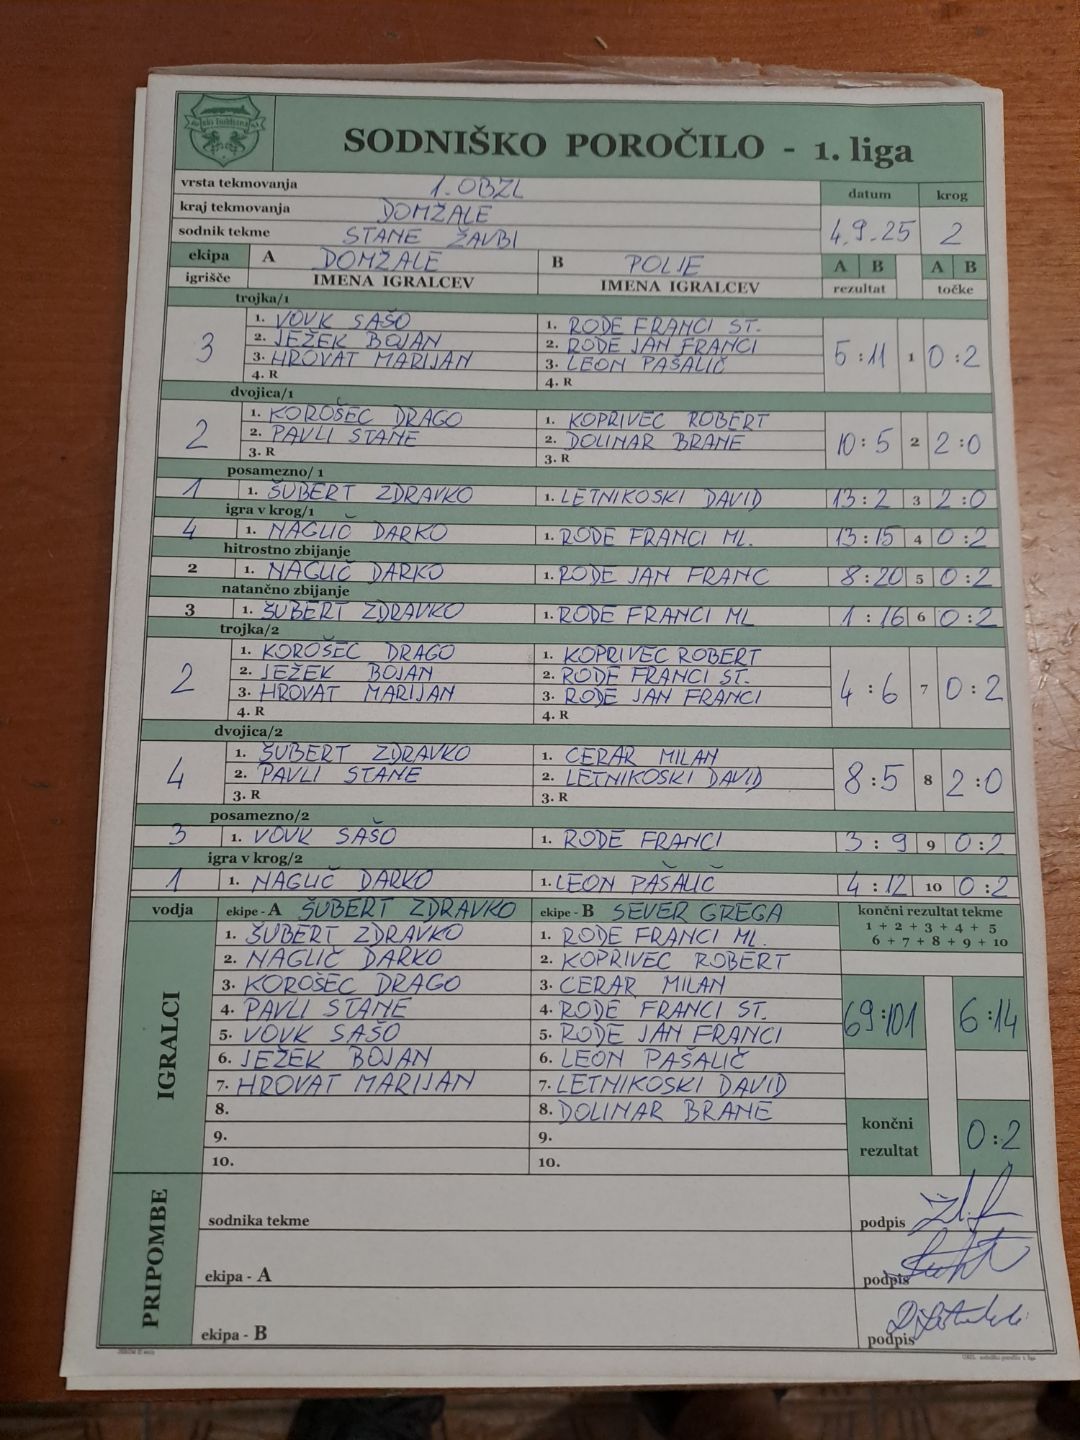 SODNIŠKO POROČILO - 1. liga
vrsta tekmovanja 1. OBZL datum krog
kraj tekmovanja DOMŽALE
sodnik tekme STANE ŽAVBI 4.9.25 2
ekipa A DOMŽALE B POLJE A B A B
igrišče IMENA IGRALCEV IMENA IGRALCEV rezultat točke
trojka/1
1. VOVK SAŠO 1. RODE FRANCI ST.
2. JEŽEK BOJAN 2. RODE JAN FRANCI
3 3. HROVAT MARIJAN 3. LEON PAŠALIČ 5:11 1 0:2
4. R 4. R
dvojica/1
1. KOROŠEC DRAGO 1. KOPRIVEC ROBERT
2 2. PAVLI STANE 2. DOLINAR BRANE 10:5 2 2:0
3. R 3. R
posamezno/ 1
1 1. ŠUBERT ZDRAVKO 1. LETNIKOSKI DAVID 13:2 3 2:0
igra v krog/1
4 1. NAGLIČ DARKO 1. RODE FRANCI ML. 13:15 4 0:2
hitrostno zbijanje
2 1. NAGLIČ DARKO 1. RODE JAN FRANC 8:20 5 0:2
natančno zbijanje
3 1. ŠUBERT ZDRAVKO 1. RODE FRANCI ML 1:16 6 0:2
trojka/2
1. KOROŠEC DRAGO 1. KOPRIVEC ROBERT
2. JEŽEK BOJAN 2. RODE FRANCI ST.
2 3. HROVAT MARIJAN 3. RODE JAN FRANCI 4:6 7 0:2
4. R 4. R
dvojica/2
1. ŠUBERT ZDRAVKO 1. CERAR MILAN
4 2. PAVLI STANE 2. LETNIKOSKI DAVID 8:5 8 2:0
3. R 3. R
posamezno/2
3 1. VOVK SAŠO 1. RODE FRANCI 3:9 9 0:2
igra v krog/2
1 1. NAGLIČ DARKO 1. LEON PAŠALIČ 4:12 10 0:2
vodja ekipe - A ŠUBERT ZDRAVKO ekipe - B SEVER GREGA končni rezultat tekme
1 + 2 + 3 + 4 + 5
6 + 7 + 8 + 9 + 10
IGRALCI
1. ŠUBERT ZDRAVKO 1. RODE FRANCI ML.
2. NAGLIČ DARKO 2. KOPRIVEC ROBERT
3. KOROŠEC DRAGO 3. CERAR MILAN
4. PAVLI STANE 4. RODE FRANCI ST. 69:101 6:14
5. VOVK SAŠO 5. RODE JAN FRANCI
6. JEŽEK BOJAN 6. LEON PAŠALIČ
7. HROVAT MARIJAN 7. LETNIKOSKI DAVID
8. 8. DOLINAR BRANE
9. 9. končni rezultat 0:2
10. 10.
PRIPOMBE
sodnika tekme podpis
ekipa - A podpis
ekipa - B podpis